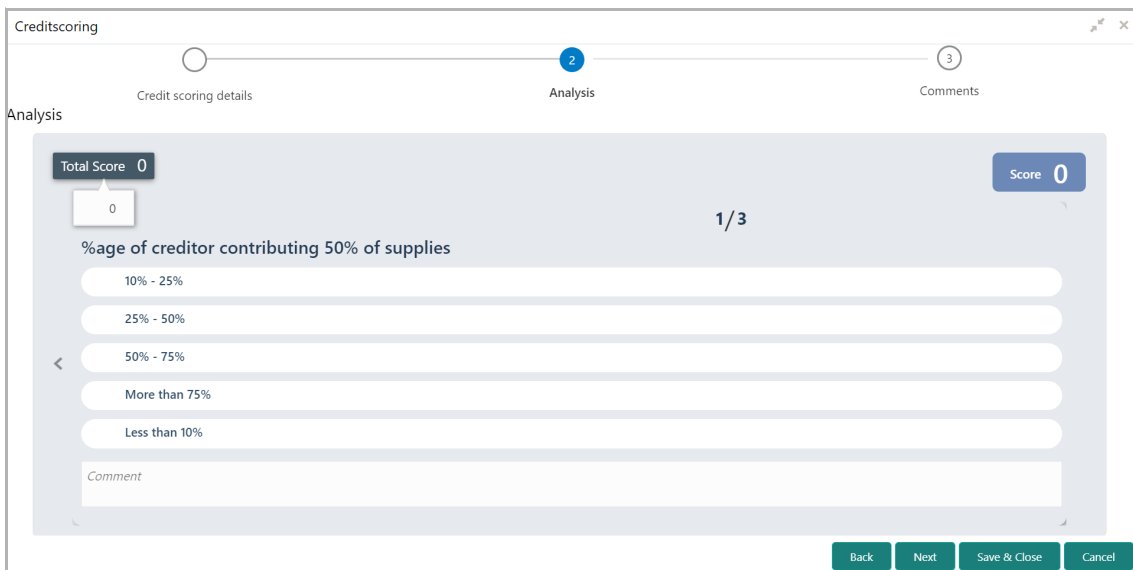 Creditscoring
2
3
Credit scoring details
Analysis
Comments
Analysis
Total Score 0
Score 0
0
1/3
%age of creditor contributing 50% of supplies
10% - 25%
25% - 50%
50% - 75%
More than 75%
Less than 10%
Comment
Back
Next
Save & Close
Cancel